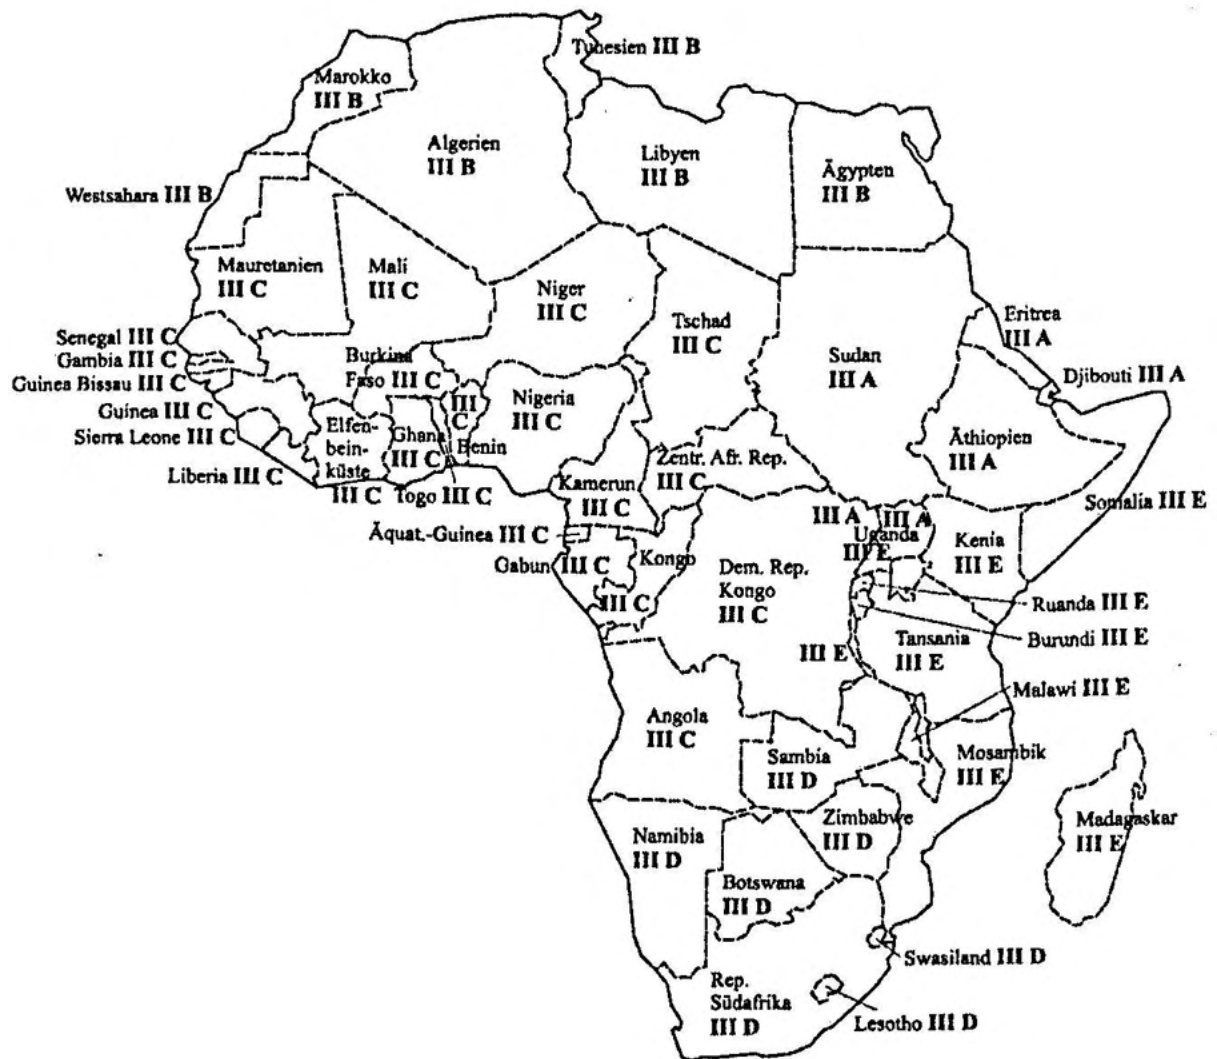 Tunesien III B
Marokko
III B
Algerien
III B
Libyen
III B
Ägypten
III B
Westsahara III B
Mauretanien
III C
Mali
III C
Niger
III C
Tschad
III C
Sudan
III A
Eritrea
III A
Djibouti III A
Senegal III C
Gambia III C
Guinea Bissau III C
Guinea III C
Sierra Leone III C
Liberia III C
Burkina
Faso III C
III
C
Benin
Nigeria
III C
Elfen-
bein-
küste
III C
Ghana
III C
Togo III C
Kamerun
III C
Zentr. Afr. Rep.
III C
Äthiopien
III A
Somalia III E
Äquat.-Guinea III C
Gabun III C
Kongo
III C
Dem. Rep.
Kongo
III C
III A
III A
Uganda
III E
Kenia
III E
Ruanda III E
Burundi III E
III E
Tansania
III E
Malawi III E
Angola
III C
Sambia
III D
Mosambik
III E
Madagaskar
III E
Namibia
III D
Zimbabwe
III D
Botswana
III D
Swasiland III D
Rep.
Südafrika
III D
Lesotho III D